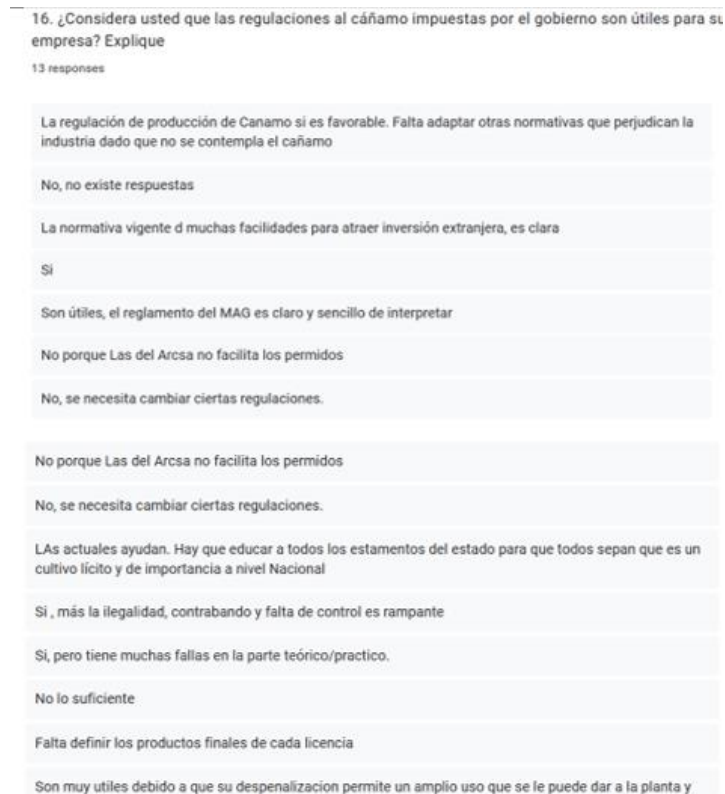 16. ¿Considera usted que las regulaciones al cáñamo impuestas por el gobierno son útiles para su
empresa? Explique
13 responses
La regulación de producción de Canamo si es favorable. Falta adaptar otras normativas que perjudican la
industria dado que no se contempla el cañamo
No, no existe respuestas
La normativa vigente d muchas facilidades para atraer inversión extranjera, es clara
Si
Son útiles, el reglamento del MAG es claro y sencillo de interpretar
No porque Las del Arcsa no facilita los permidos
No, se necesita cambiar ciertas regulaciones.
No porque Las del Arcsa no facilita los permidos
No, se necesita cambiar ciertas regulaciones.
LAs actuales ayudan. Hay que educar a todos los estamentos del estado para que todos sepan que es un
cultivo lícito y de importancia a nivel Nacional
Si , más la ilegalidad, contrabando y falta de control es rampante
Si, pero tiene muchas fallas en la parte teórico/practico.
No lo suficiente
Falta definir los productos finales de cada licencia
Son muy utiles debido a que su despenalizacion permite un amplio uso que se le puede dar a la planta y